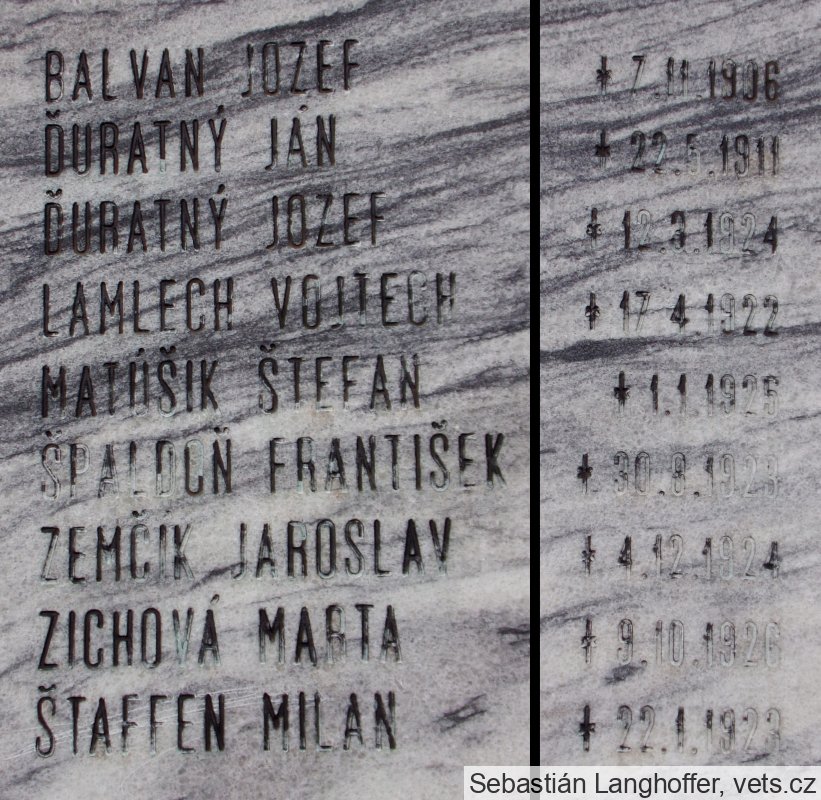 BALVAN JOZEF * 7.11.1906
ĎURATNÝ JÁN * 22.5.1911
ĎURATNÝ JOZEF * 12.3.1924
LAMLECH VOJTECH * 17.4.1922
MATÚŠIK ŠTEFAN * 1.1.1926
ŠPALDOŇ FRANTIŠEK * 30.8.1923
ZEMČÍK JAROSLAV * 4.12.1924
ZICHOVÁ MARTA * 9.10.1926
ŠTAFFEN MILAN * 22.1.1923
Sebastián Langhoffer, vets.cz